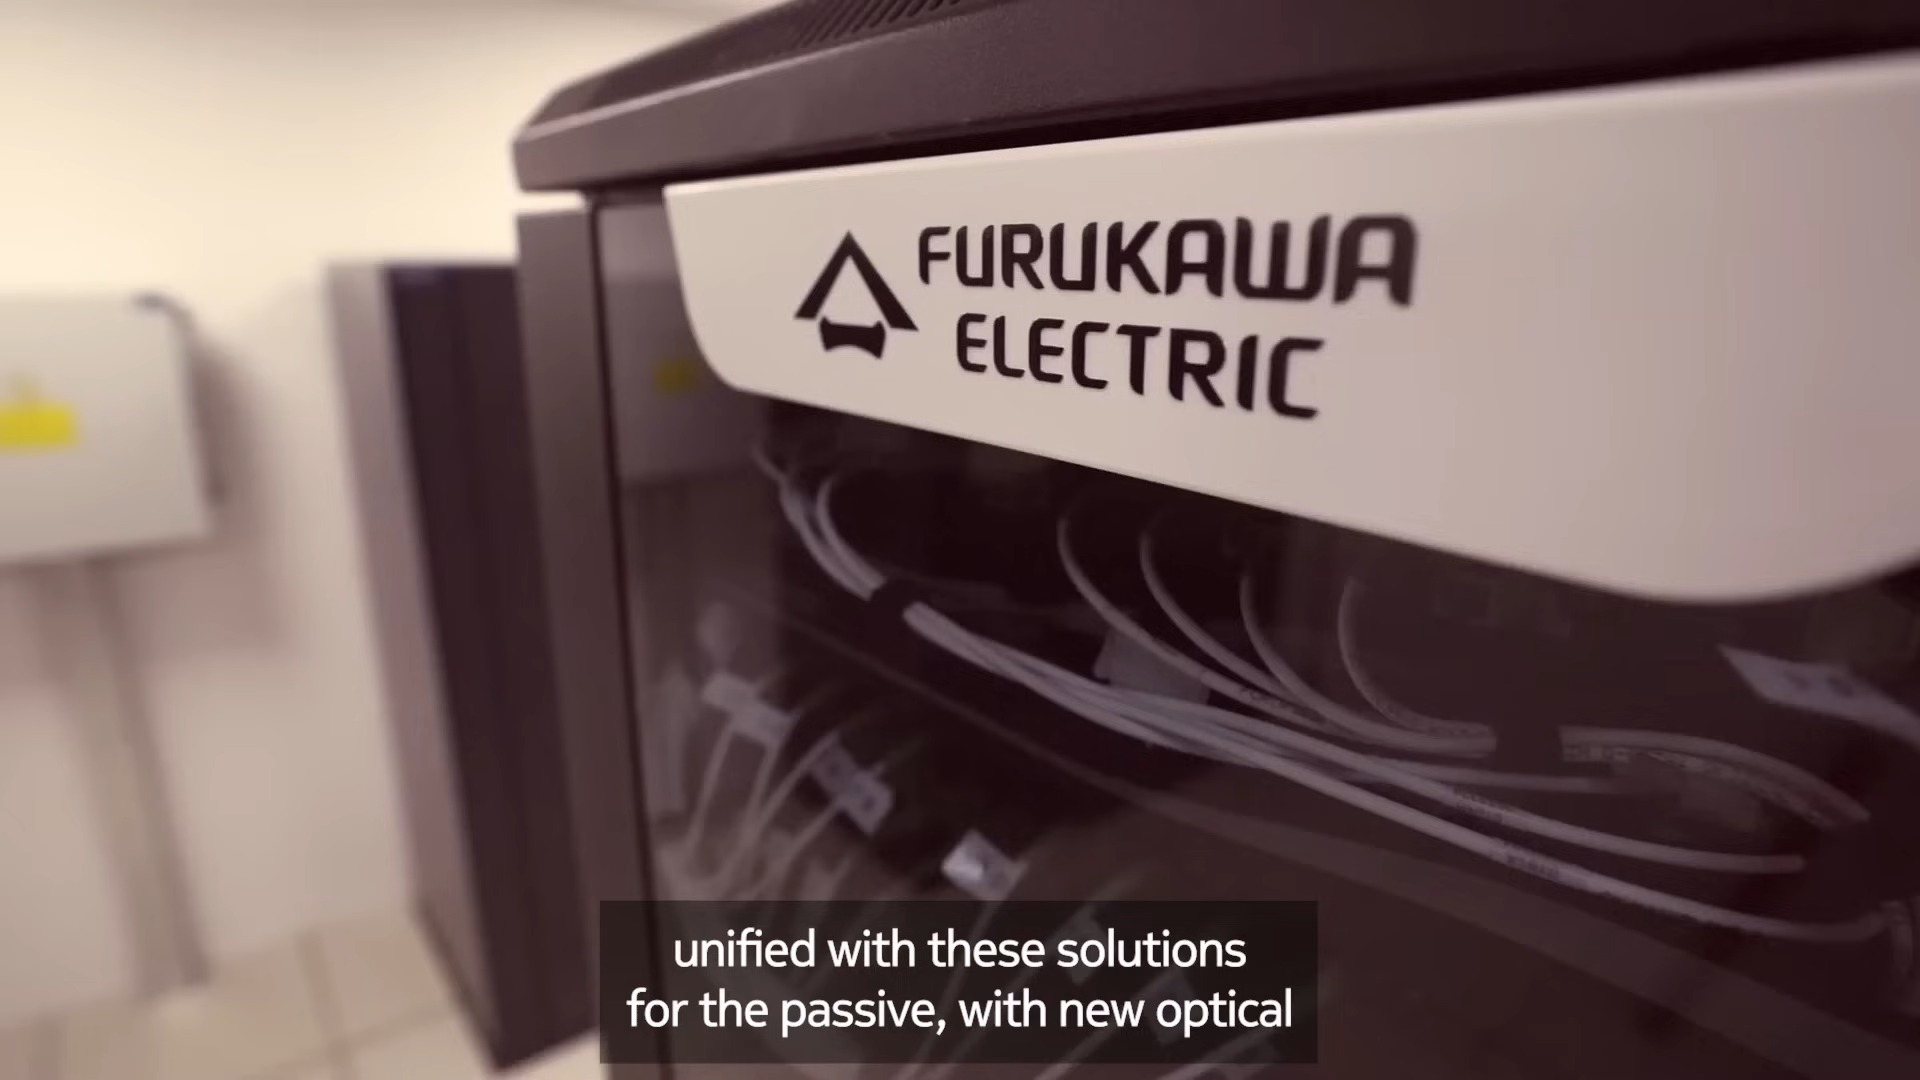 FURUKAWA
ELECTRIC
unified with these solutions
for the passive, with new optical